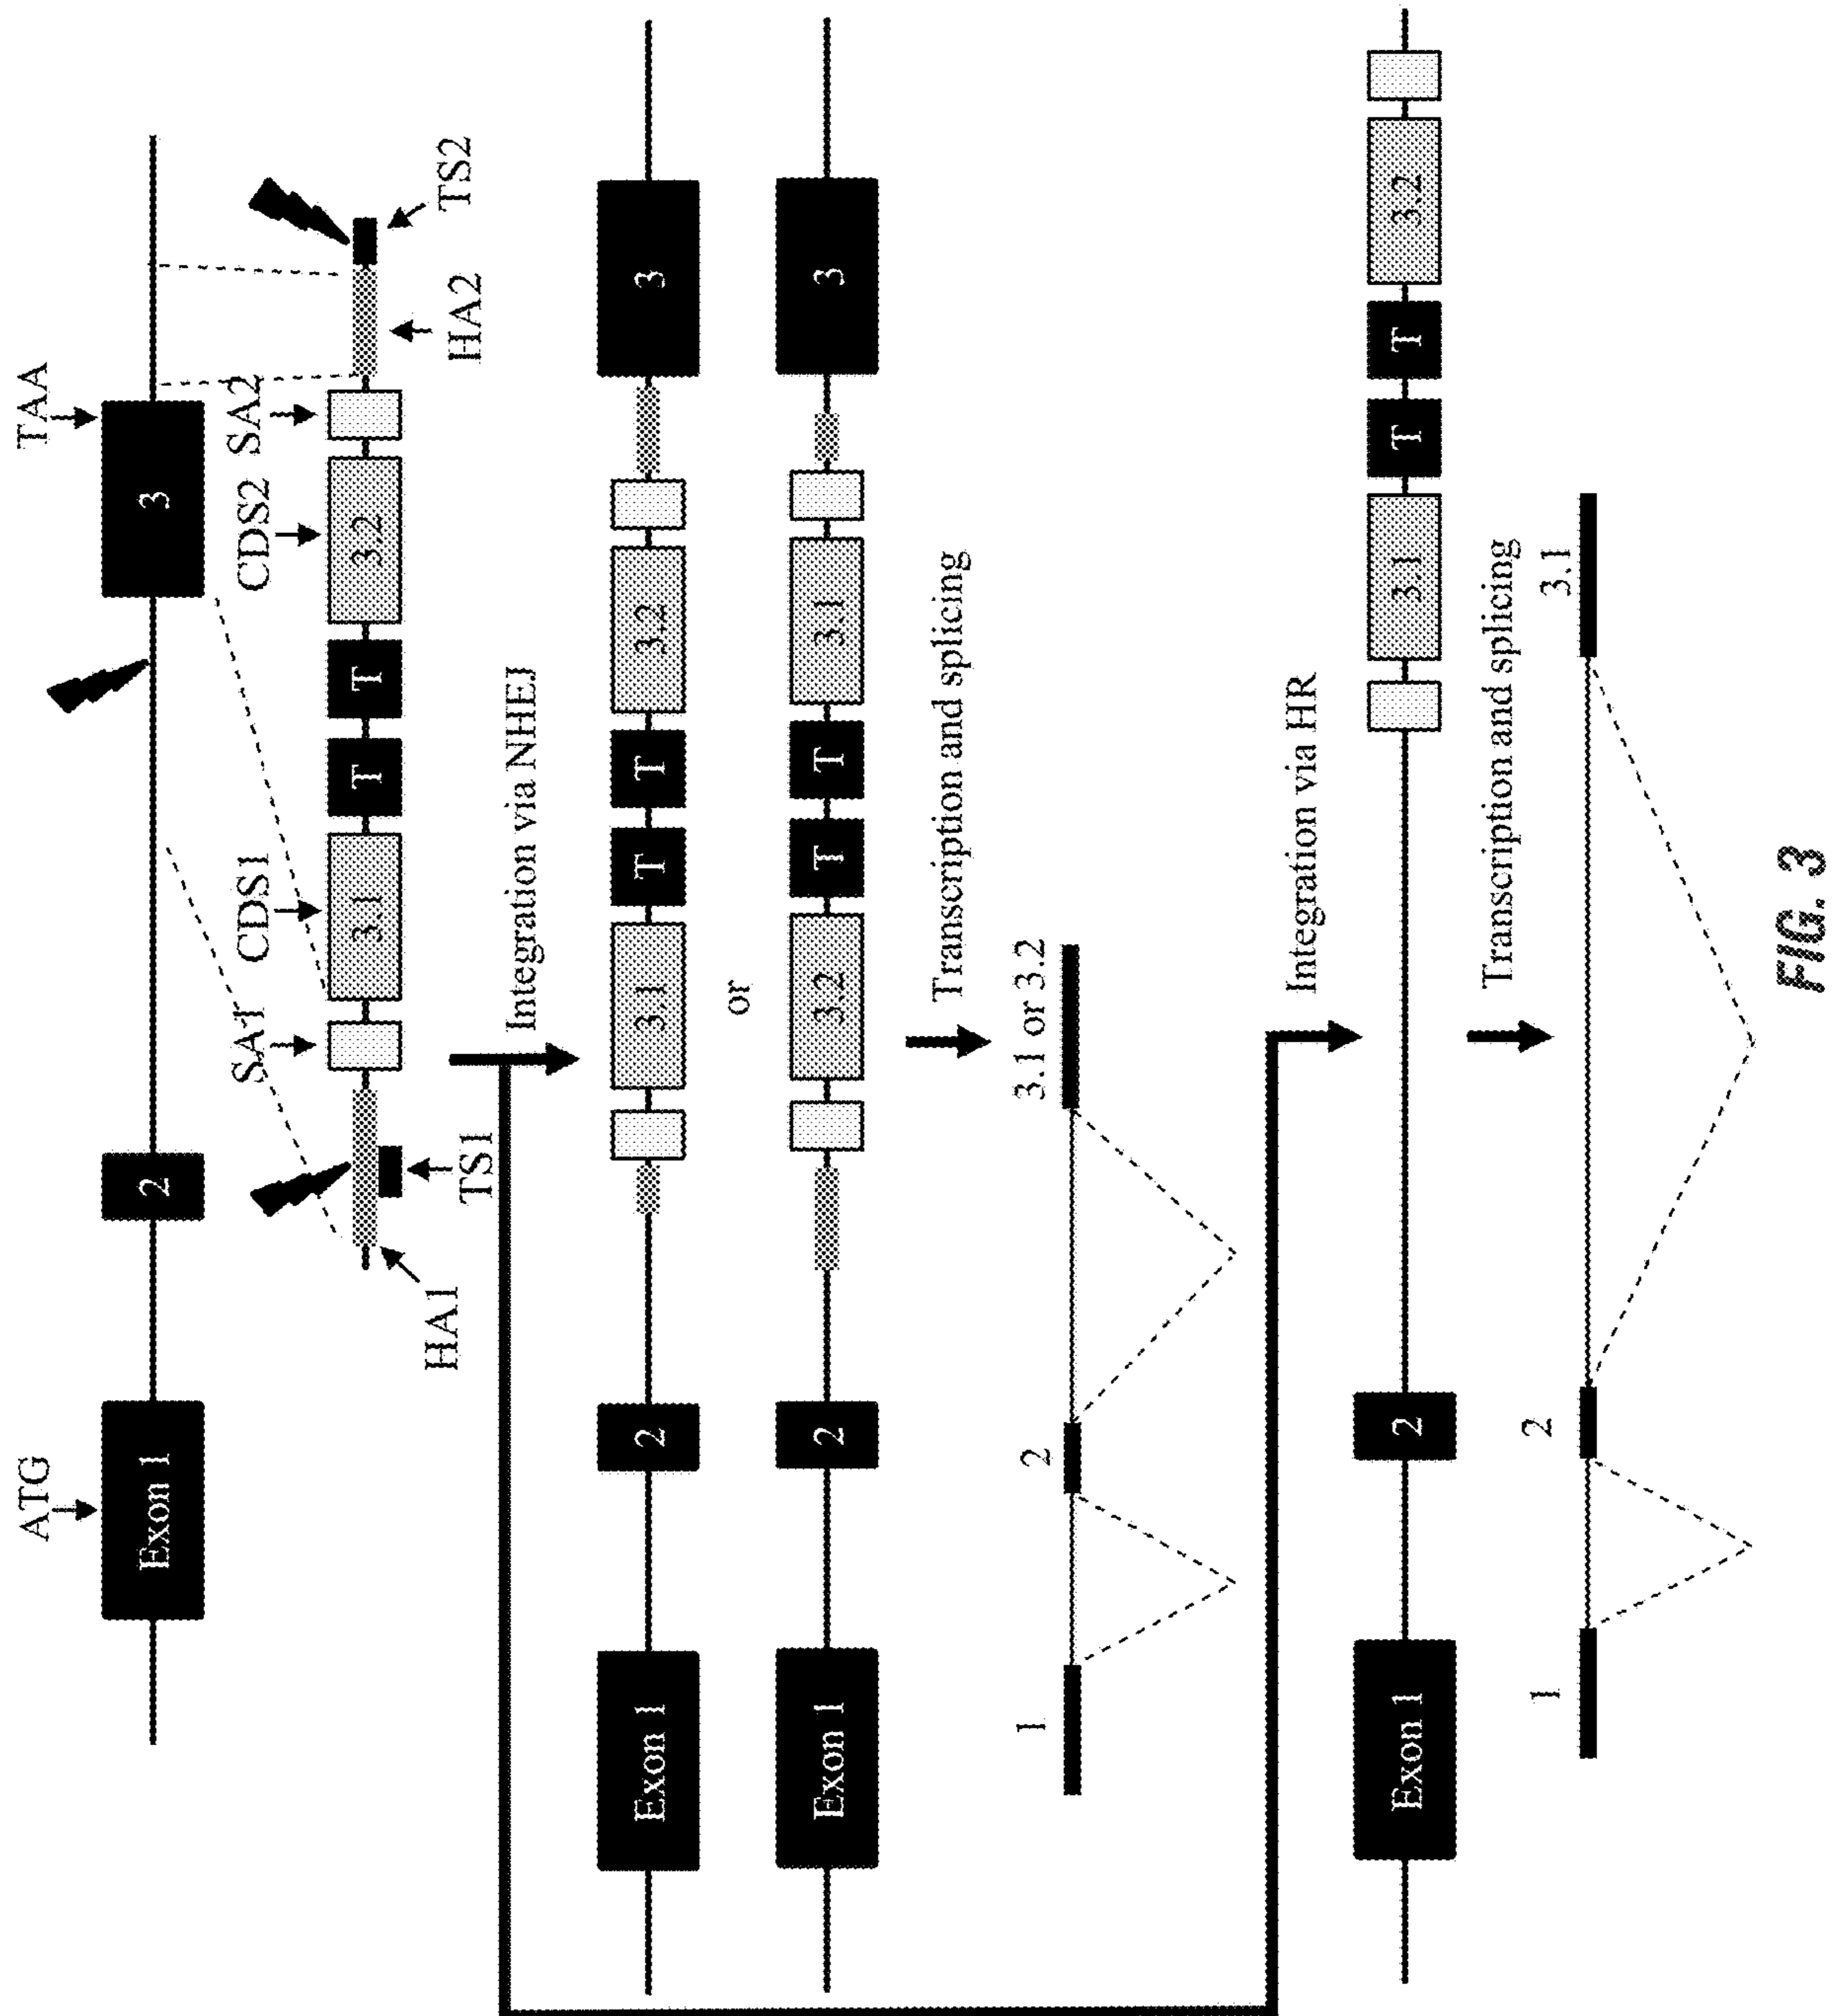 ATG
TAA
Exon 1
2
3
SA1
CDS1
CDS2
SA2
3.1
T
T
3.2
HA1
TS1
HA2
TS2
Integration via NHEJ
Exon 1
2
3.1
T
T
3.2
3
or
Exon 1
2
3.2
T
T
3.1
3
Transcription and splicing
1
2
3.1 or 3.2
Integration via HR
Exon 1
2
3.1
T
T
3.2
Transcription and splicing
1
2
3.1
FIG. 3